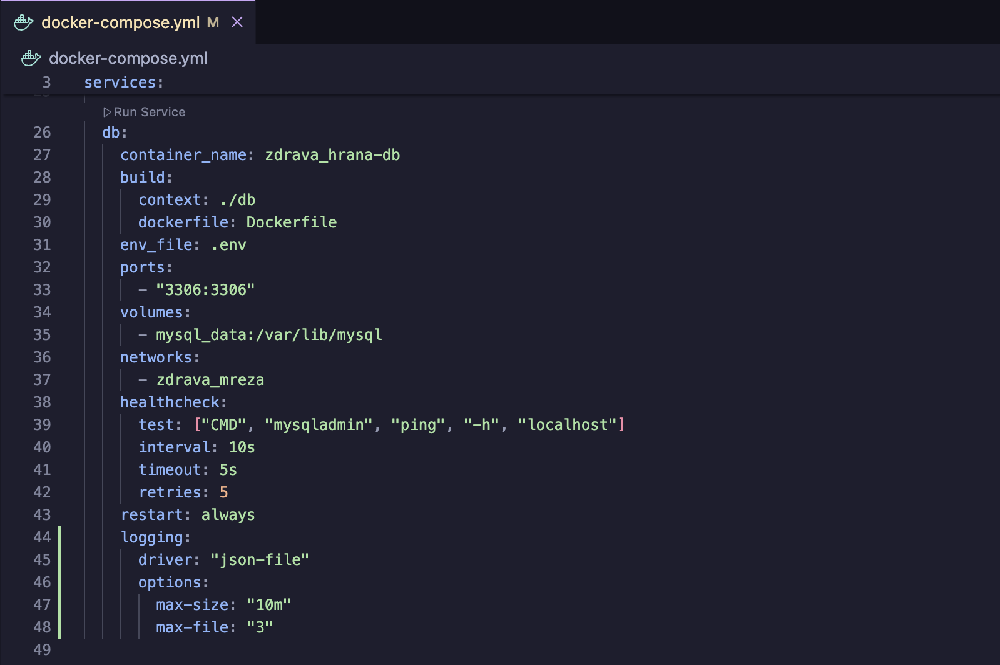 docker-compose.yml M
docker-compose.yml
3 services:
Run Service
26 db:
27 container_name: zdrava_hrana-db
28 build:
29 context: ./db
30 dockerfile: Dockerfile
31 env_file: .env
32 ports:
33 - "3306:3306"
34 volumes:
35 - mysql_data:/var/lib/mysql
36 networks:
37 - zdrava_mreza
38 healthcheck:
39 test: ["CMD", "mysqladmin", "ping", "-h", "localhost"]
40 interval: 10s
41 timeout: 5s
42 retries: 5
43 restart: always
44 logging:
45 driver: "json-file"
46 options:
47 max-size: "10m"
48 max-file: "3"
49